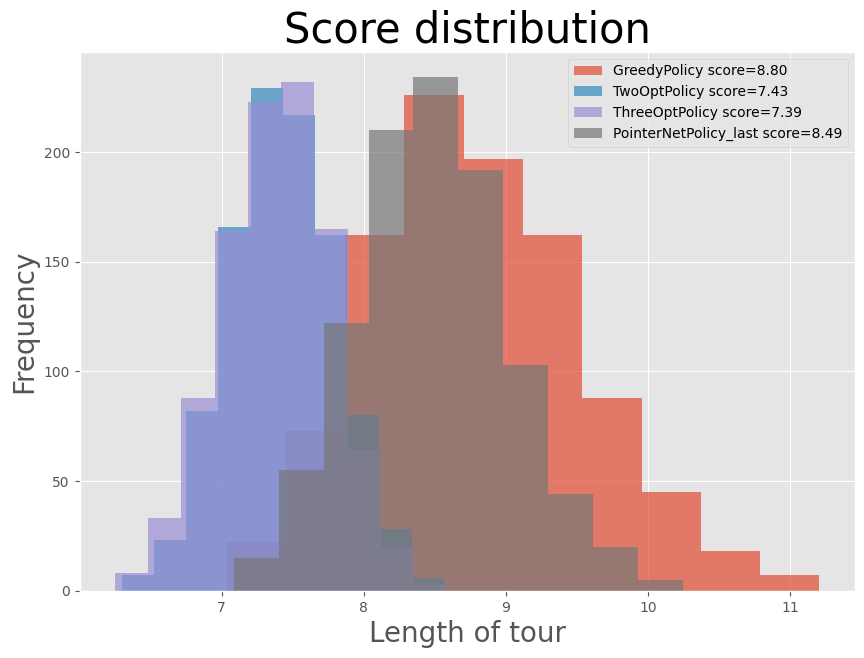 Score distribution
GreedyPolicy score=8.80
TwoOptPolicy score=7.43
ThreeOptPolicy score=7.39
PointerNetPolicy_last score=8.49
Frequency
200
150
100
50
0
7 8 9 10 11
Length of tour